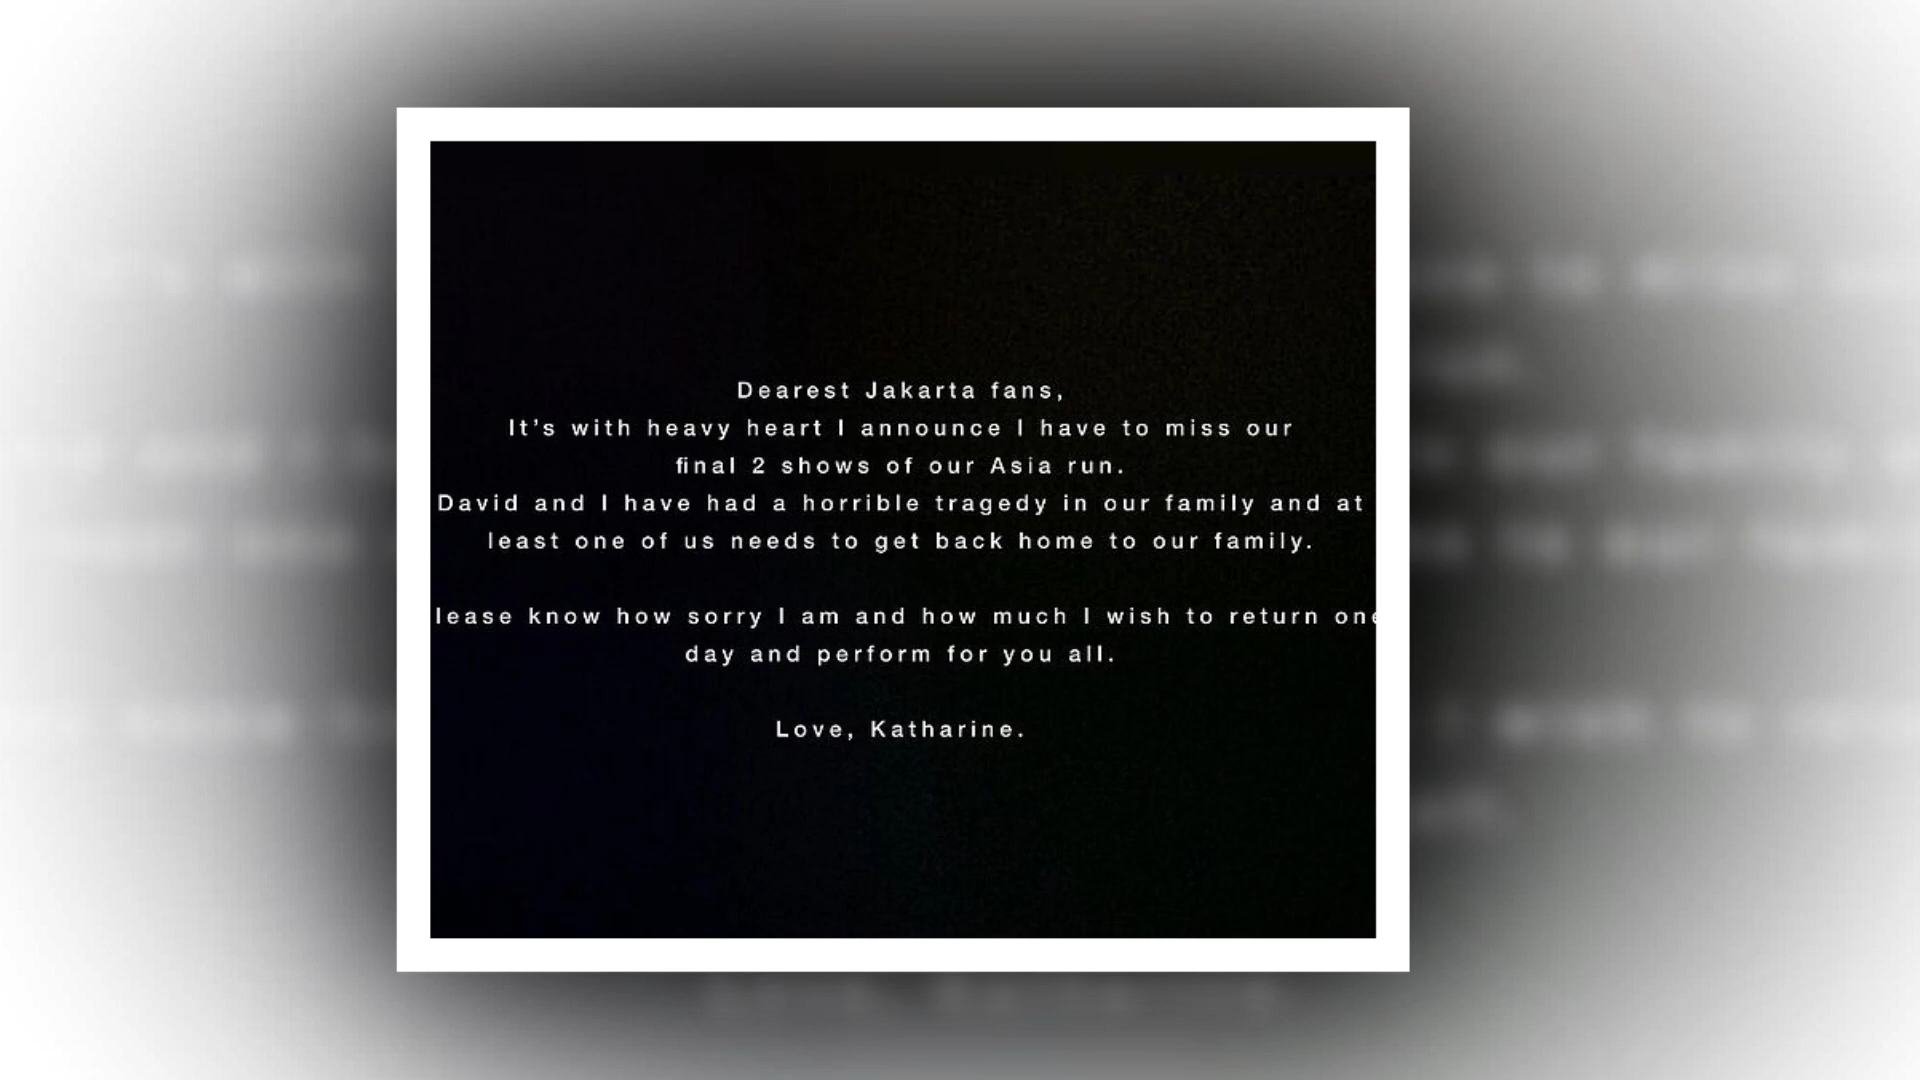 Dearest Jakarta fans,
It’s with heavy heart I announce I have to miss our
final 2 shows of our Asia run.
David and I have had a horrible tragedy in our family and at
least one of us needs to get back home to our family.
lease know how sorry I am and how much I wish to return one
day and perform for you all.
Love, Katharine.